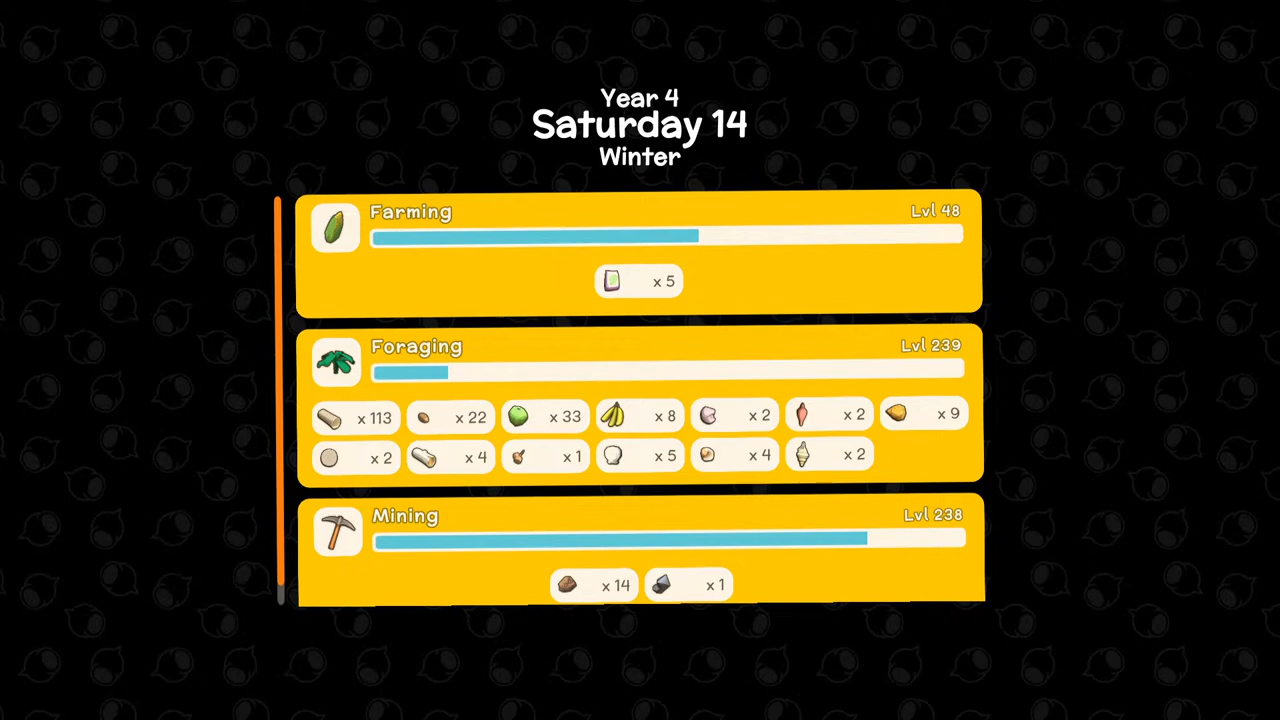 Year 4
Saturday 14
Winter
Farming Lvl 48
x 5
Foraging Lvl 239
x 113 x 22 x 33 x 8 x 2 x 2 x 9
x 2 x 4 x 1 x 5 x 4 x 2
Mining Lvl 238
x 14 x 1